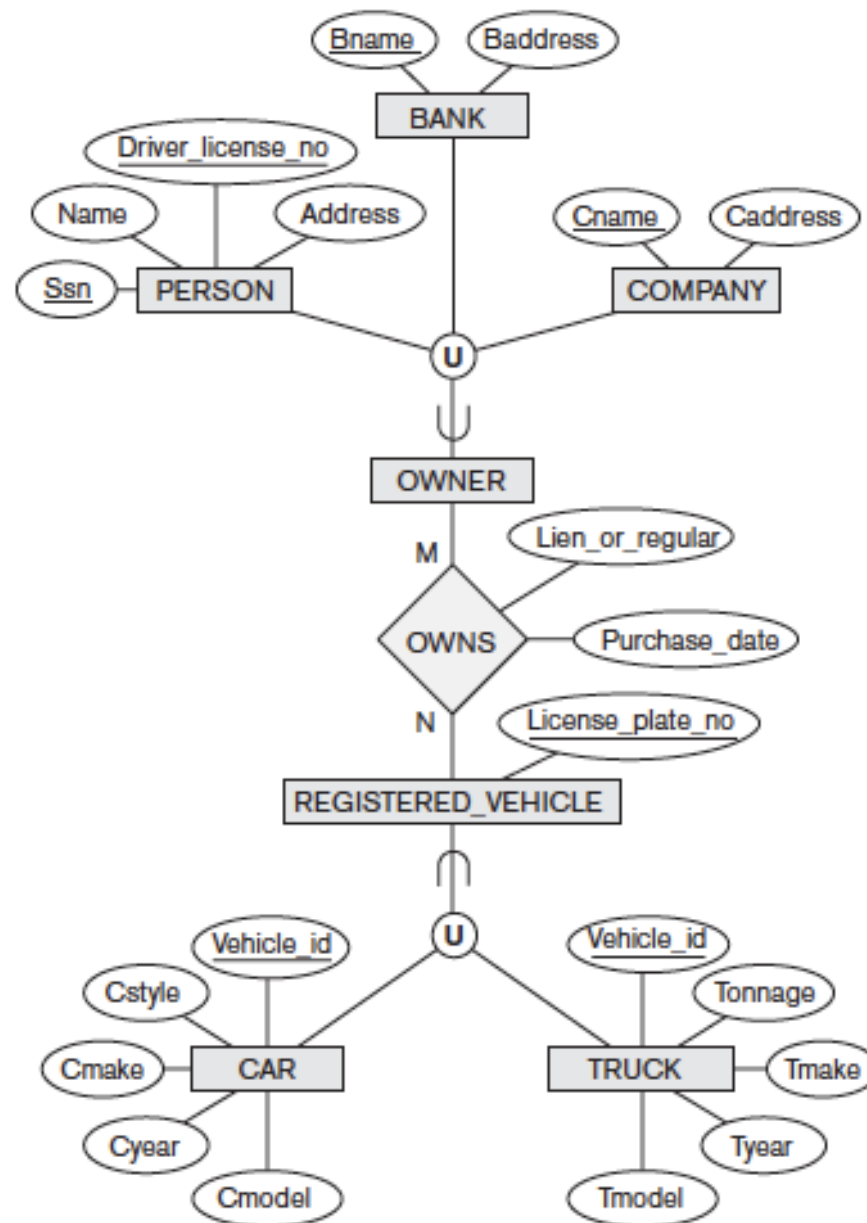 Bname
Baddress
BANK
Driver_license_no
Name
Address
Cname
Caddress
Ssn
PERSON
COMPANY
U
OWNER
M
Lien_or_regular
OWNS
Purchase_date
N
License_plate_no
REGISTERED_VEHICLE
U
Vehicle_id
Vehicle_id
Cstyle
Tonnage
Cmake
CAR
TRUCK
Tmake
Cyear
Tyear
Cmodel
Tmodel